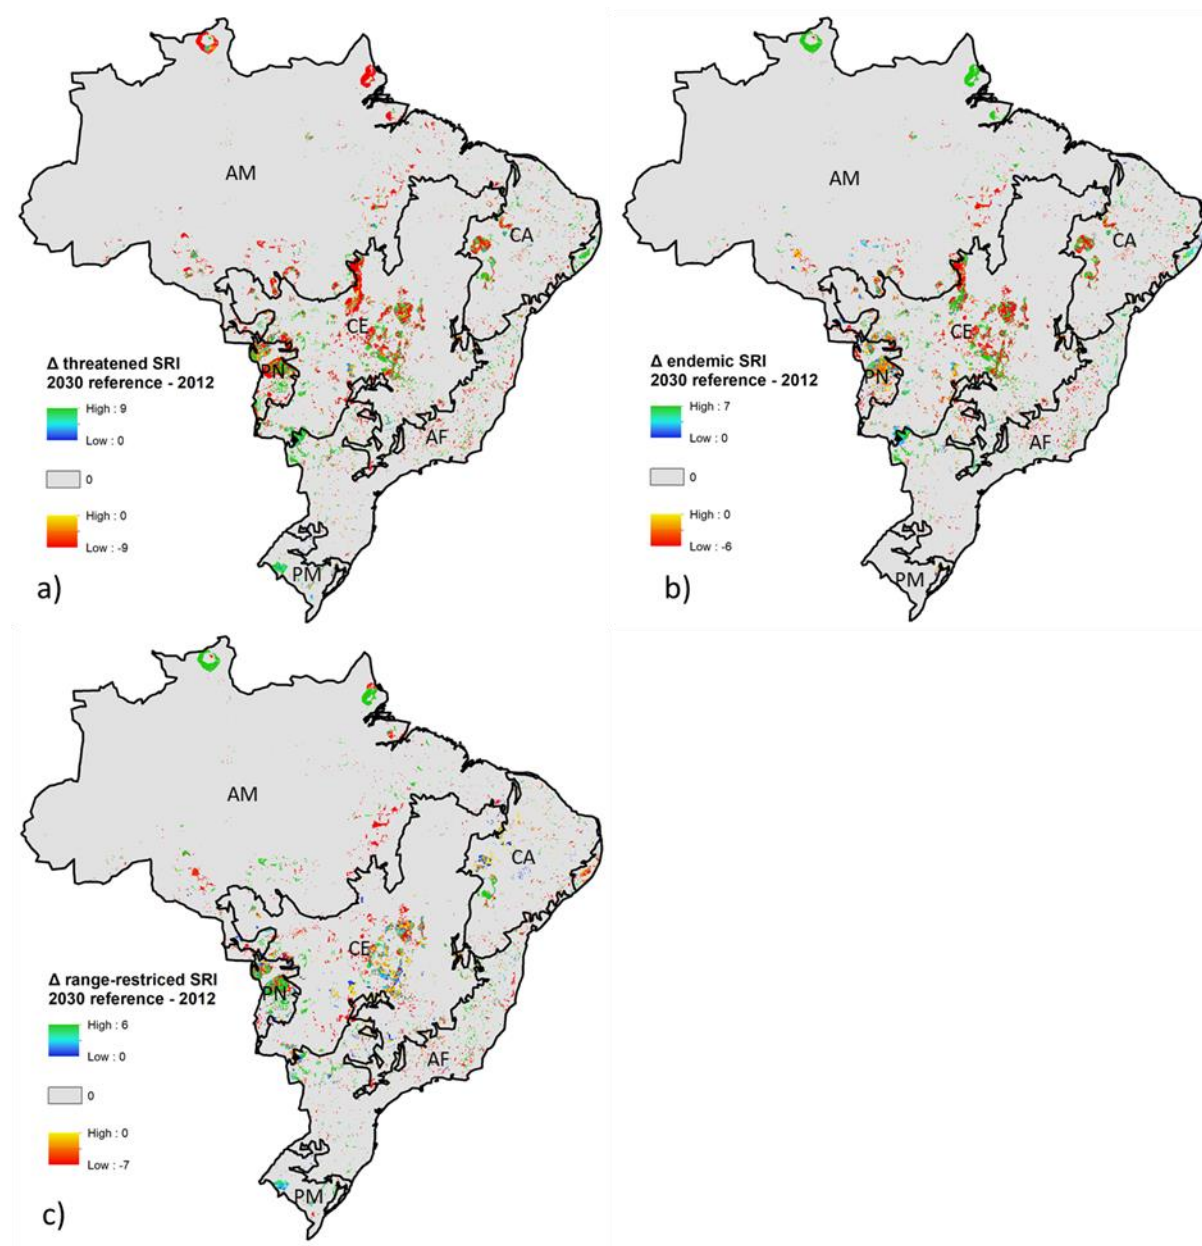 AM
CA
CE
PN
AF
PM
Δ threatened SRI
2030 reference - 2012
High : 9
Low : 0
0
High : 0
Low : -9
a)
AM
CA
CE
PN
AF
PM
Δ endemic SRI
2030 reference - 2012
High : 7
Low : 0
0
High : 0
Low : -6
b)
AM
CA
CE
PN
AF
PM
Δ range-restriced SRI
2030 reference - 2012
High : 6
Low : 0
0
High : 0
Low : -7
c)